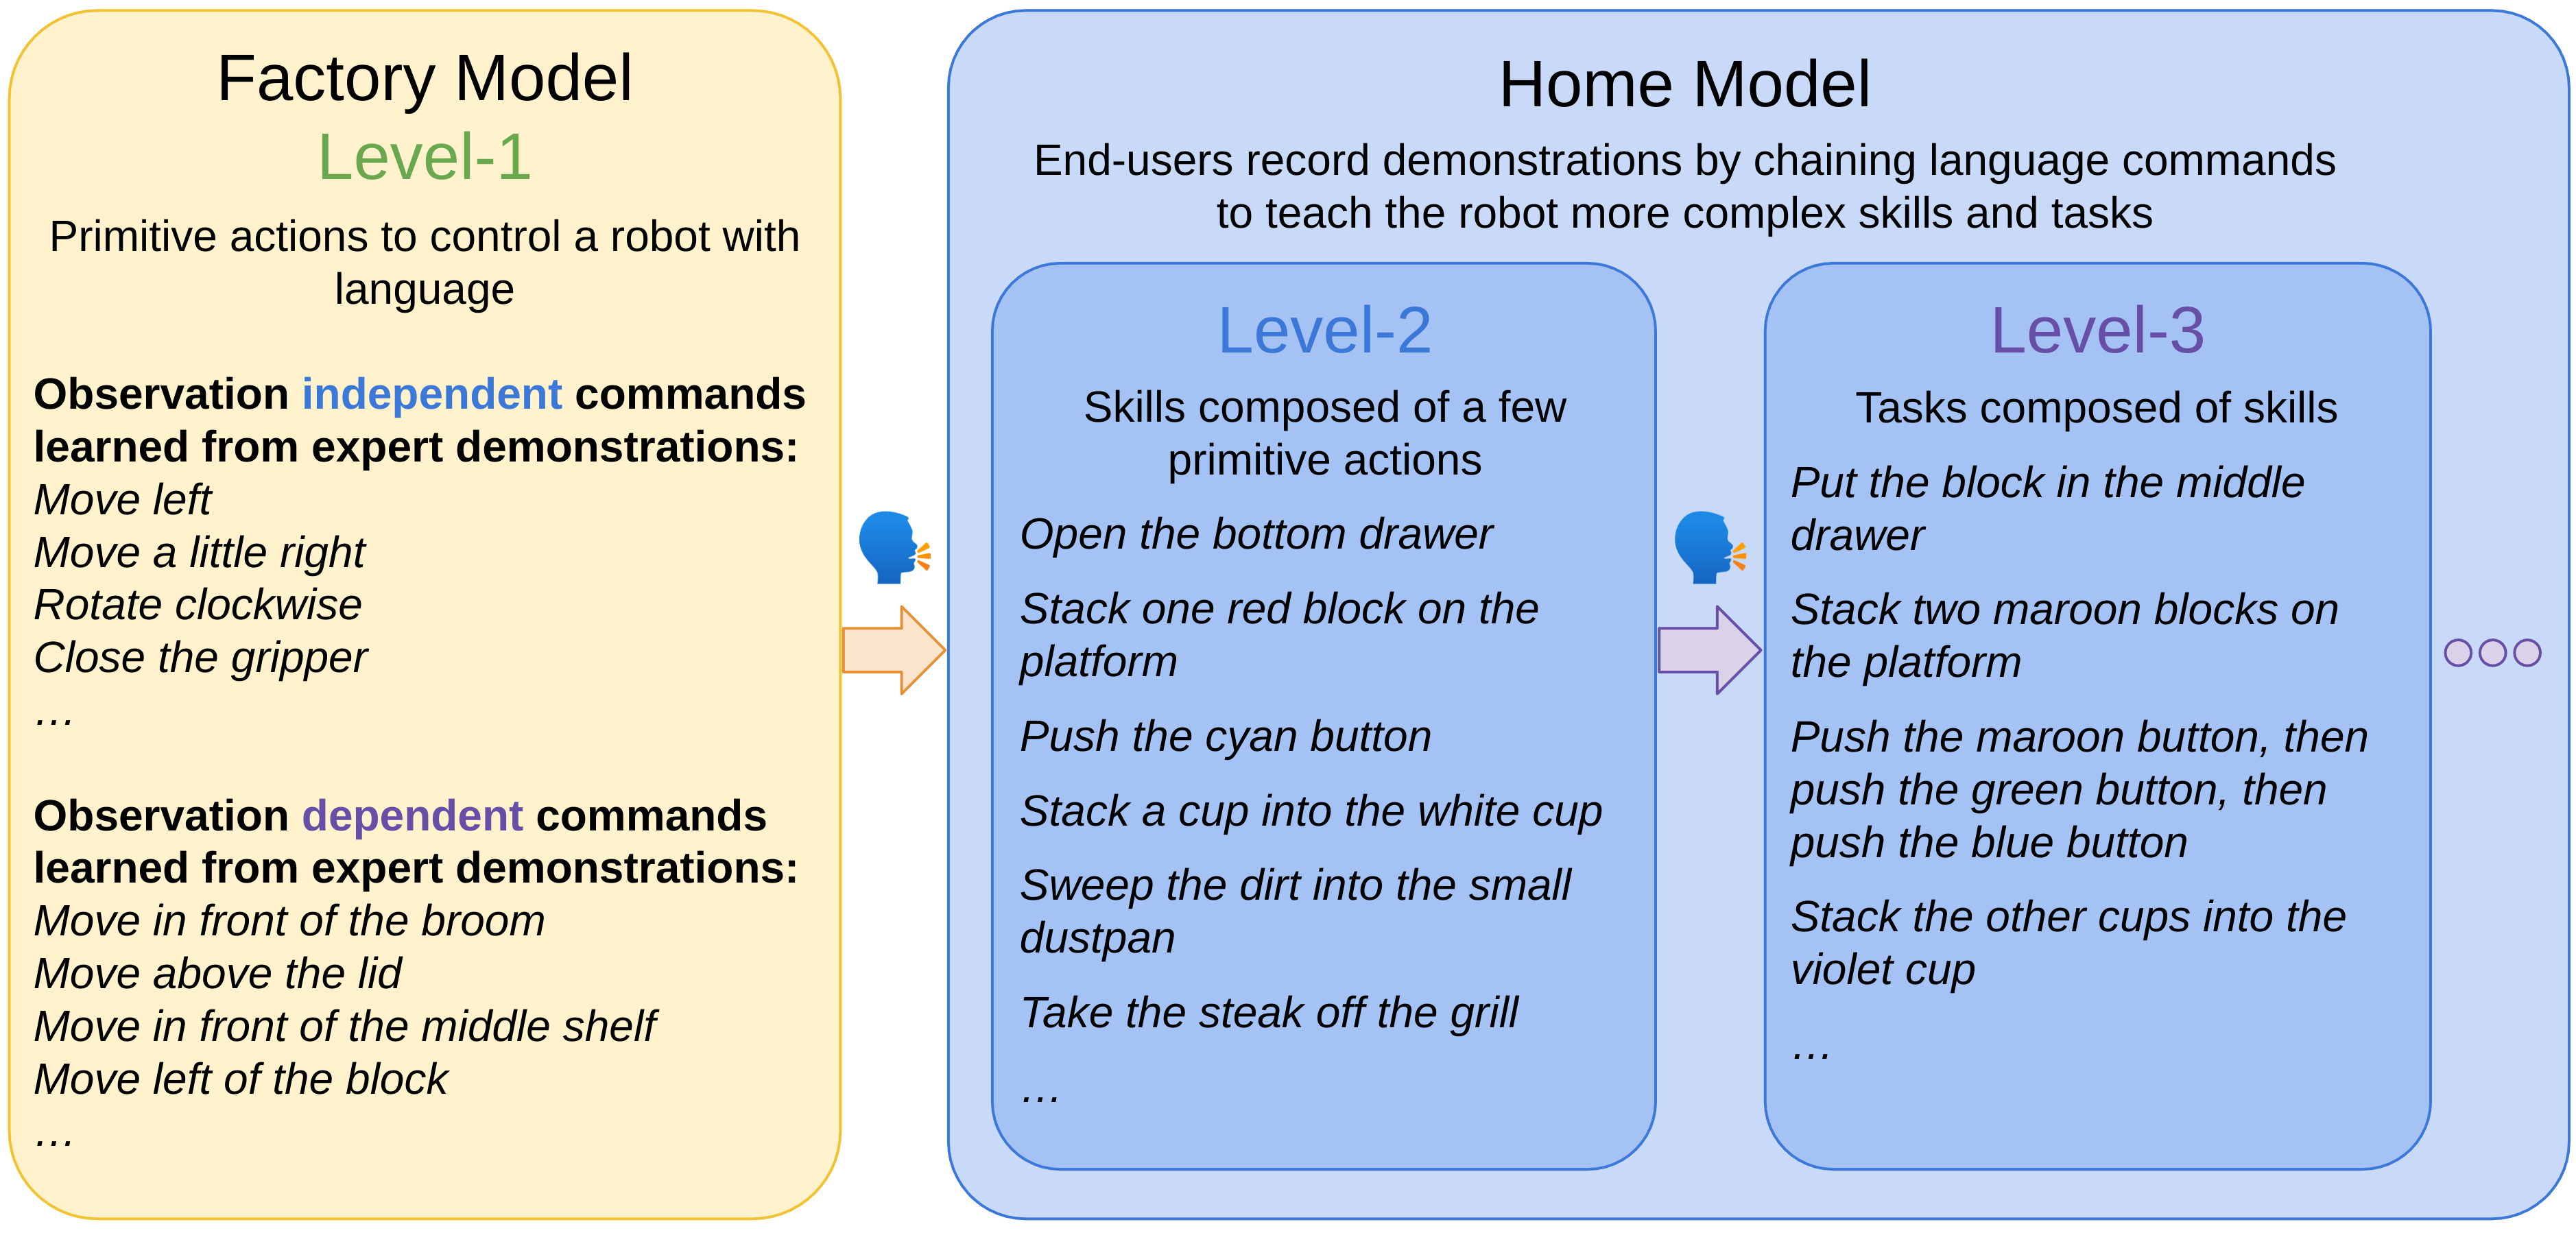 Factory Model
Level-1
Primitive actions to control a robot with
language
Observation independent commands
learned from expert demonstrations:
Move left
Move a little right
Rotate clockwise
Close the gripper
…
Observation dependent commands
learned from expert demonstrations:
Move in front of the broom
Move above the lid
Move in front of the middle shelf
Move left of the block
…
Home Model
End-users record demonstrations by chaining language commands
to teach the robot more complex skills and tasks
Level-2
Skills composed of a few
primitive actions
Open the bottom drawer
Stack one red block on the
platform
Push the cyan button
Stack a cup into the white cup
Sweep the dirt into the small
dustpan
Take the steak off the grill
…
Level-3
Tasks composed of skills
Put the block in the middle
drawer
Stack two maroon blocks on
the platform
Push the maroon button, then
push the green button, then
push the blue button
Stack the other cups into the
violet cup
…